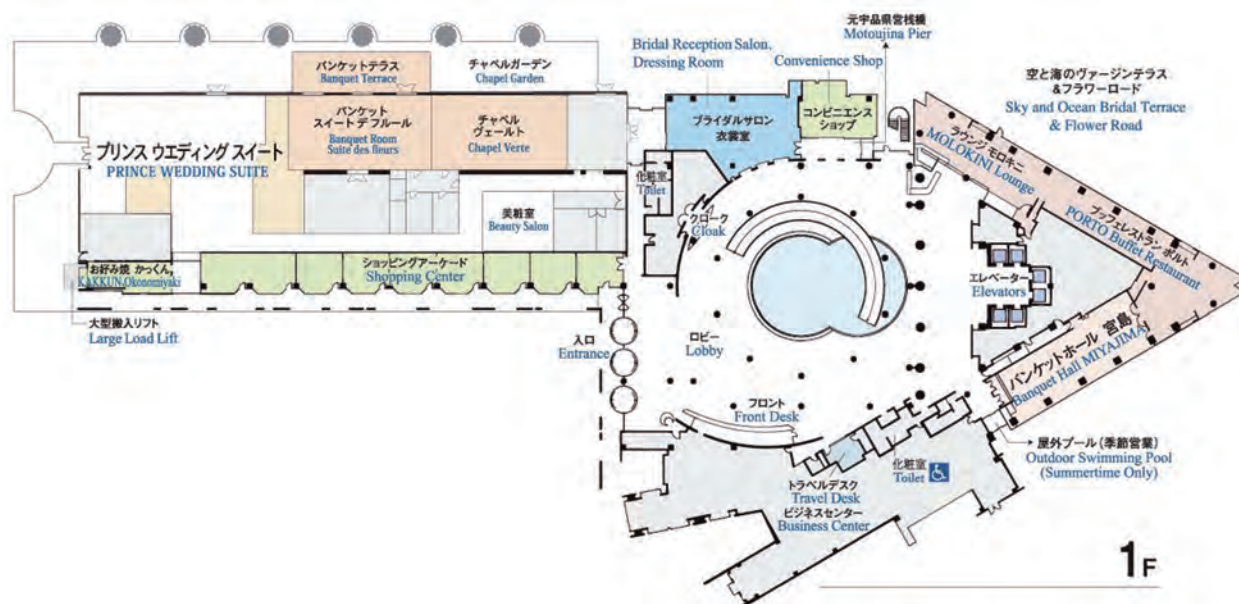 元宇品県営桟橋
Motoujina Pier
Bridal Reception Salon,
Dressing Room
Convenience Shop
空と海のヴァージンテラス
&フラワーロード
Sky and Ocean Bridal Terrace
& Flower Road
バンケットテラス
Banquet Terrace
チャペルガーデン
Chapel Garden
バンケット
スイート デ フルール
Banquet Room
Suite des fleurs
チャペル
ヴェールト
Chapel Verte
ブライダルサロン
衣裳室
コンビニエンス
ショップ
ラウンジ モロキニ
MOLOKINI Lounge
プリンス ウエディング スイート
PRINCE WEDDING SUITE
化粧室
Toilet
美粧室
Beauty Salon
クローク
Cloak
ブッフェレストラン ポルト
PORTO Buffet Restaurant
お好み焼 かっくん
KAKKUN Okonomiyaki
ショッピングアーケード
Shopping Center
エレベーター
Elevators
大型搬入リフト
Large Load Lift
入口
Entrance
ロビー
Lobby
バンケットホール 宮島
Banquet Hall MIYAJIMA
フロント
Front Desk
屋外プール(季節営業)
Outdoor Swimming Pool
(Summertime Only)
化粧室
Toilet
トラベルデスク
Travel Desk
ビジネスセンター
Business Center
1F